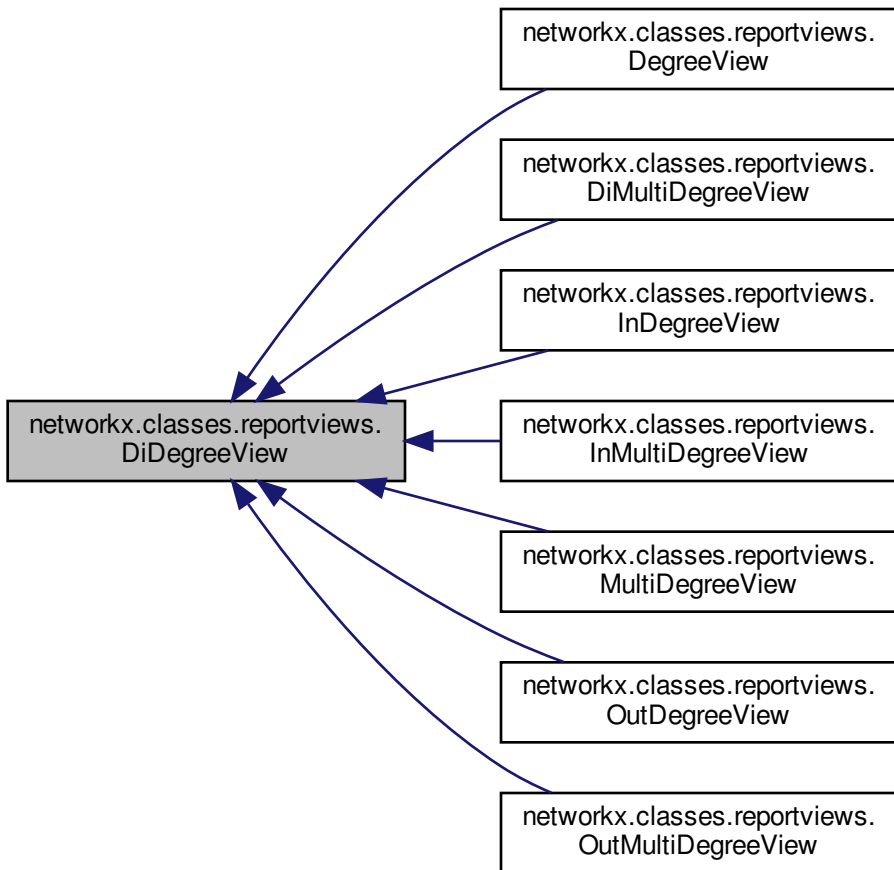 networkx.classes.reportviews.
DegreeView
networkx.classes.reportviews.
DiMultiDegreeView
networkx.classes.reportviews.
InDegreeView
networkx.classes.reportviews.
DiDegreeView
networkx.classes.reportviews.
InMultiDegreeView
networkx.classes.reportviews.
MultiDegreeView
networkx.classes.reportviews.
OutDegreeView
networkx.classes.reportviews.
OutMultiDegreeView